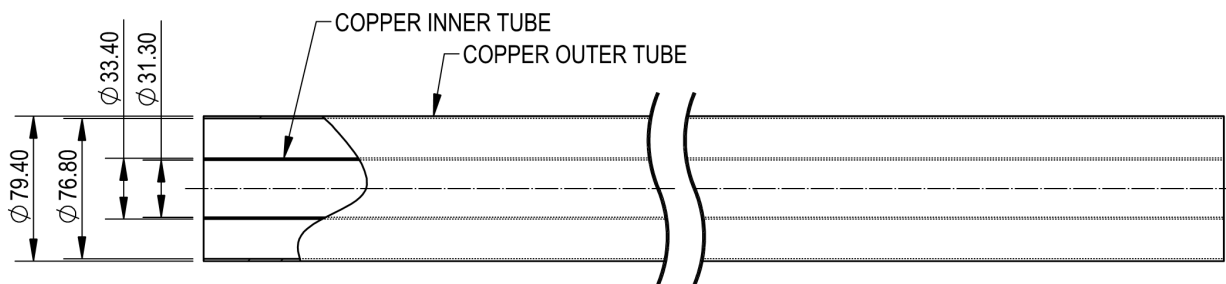 COPPER INNER TUBE
COPPER OUTER TUBE
∅ 33.40
∅ 31.30
∅ 79.40
∅ 76.80